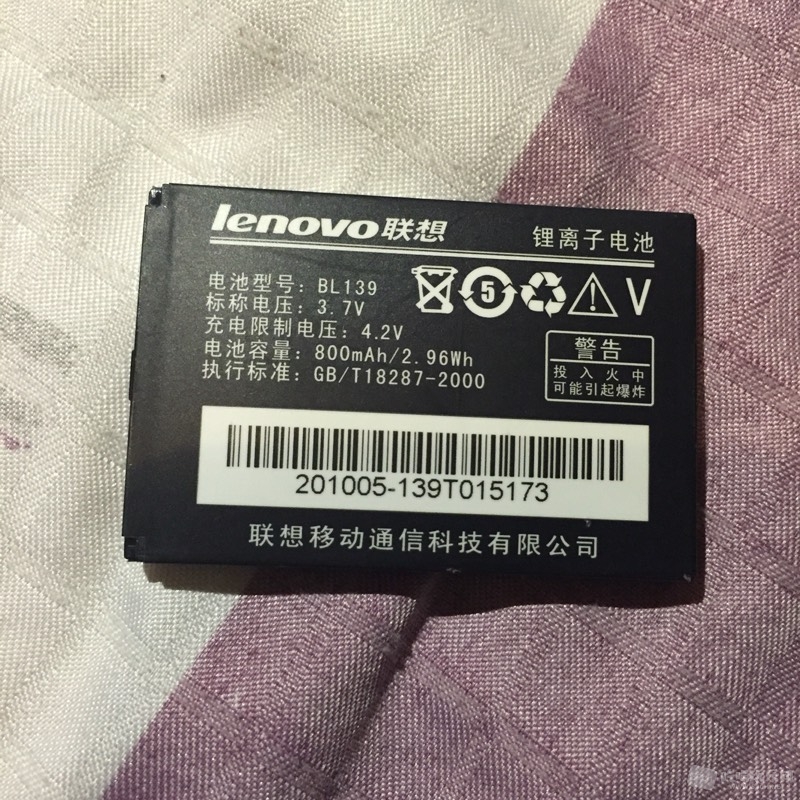 lenovo联想
锂离子电池
电池型号: BL139
标称电压: 3.7V
充电限制电压: 4.2V
电池容量: 800mAh/2.96Wh
执行标准: GB/T18287-2000
5
V
警告
投入火中
可能引起爆炸
201005-139T015173
联想移动通信科技有限公司